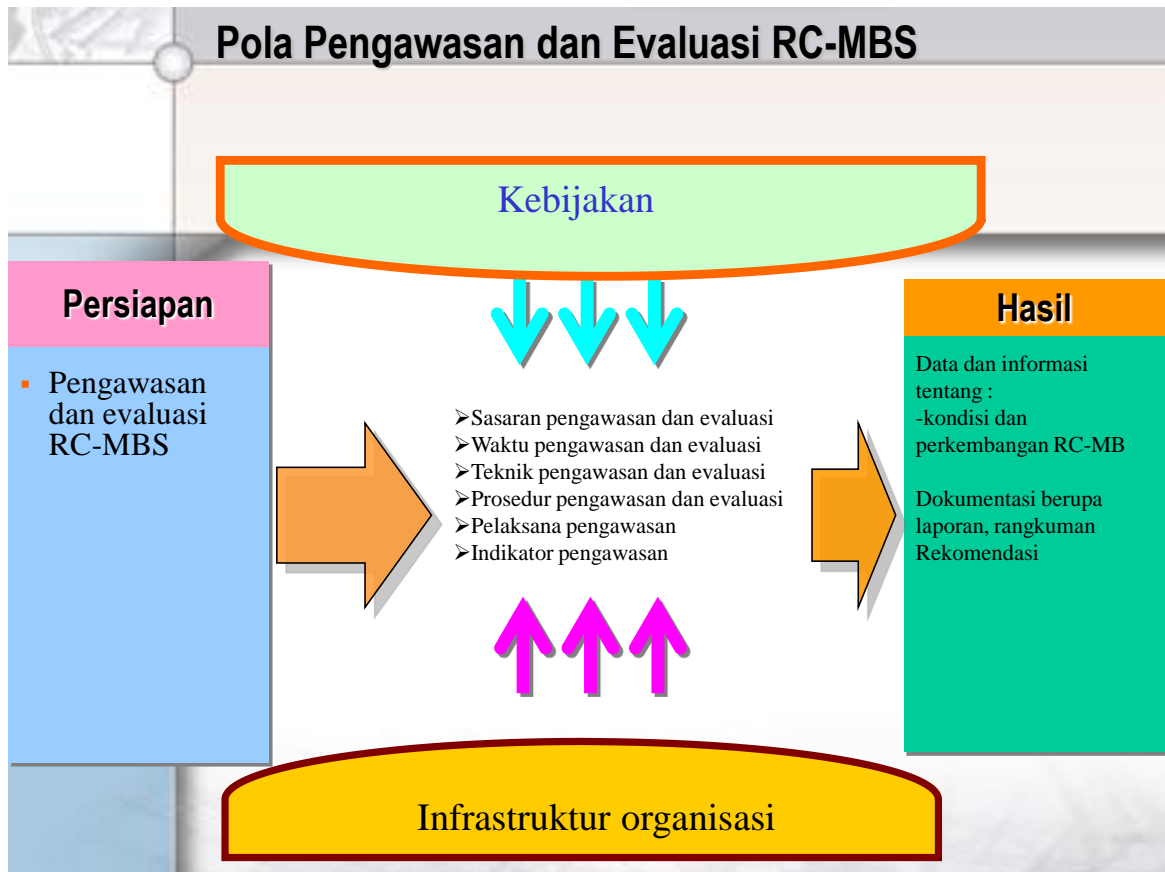 Pola Pengawasan dan Evaluasi RC-MBS
Kebijakan
Persiapan
▪ Pengawasan
dan evaluasi
RC-MBS
➢Sasaran pengawasan dan evaluasi
➢Waktu pengawasan dan evaluasi
➢Teknik pengawasan dan evaluasi
➢Prosedur pengawasan dan evaluasi
➢Pelaksana pengawasan
➢Indikator pengawasan
Hasil
Data dan informasi
tentang :
-kondisi dan
perkembangan RC-MB
Dokumentasi berupa
laporan, rangkuman
Rekomendasi
Infrastruktur organisasi